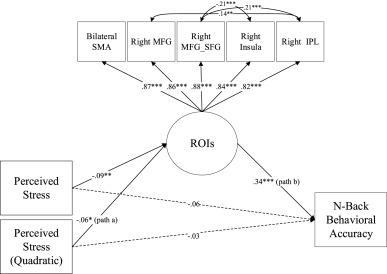 -.21***
.21***
.14**
Bilateral
SMA
Right MFG
Right
MFG_SFG
Right
Insula
Right IPL
.87***
.86***
.88***
.84***
.82***
ROIs
-.09**
.34*** (path b)
Perceived
Stress
-.06* (path a)
-.06
N-Back
Behavioral
Accuracy
Perceived
Stress
(Quadratic)
-.03